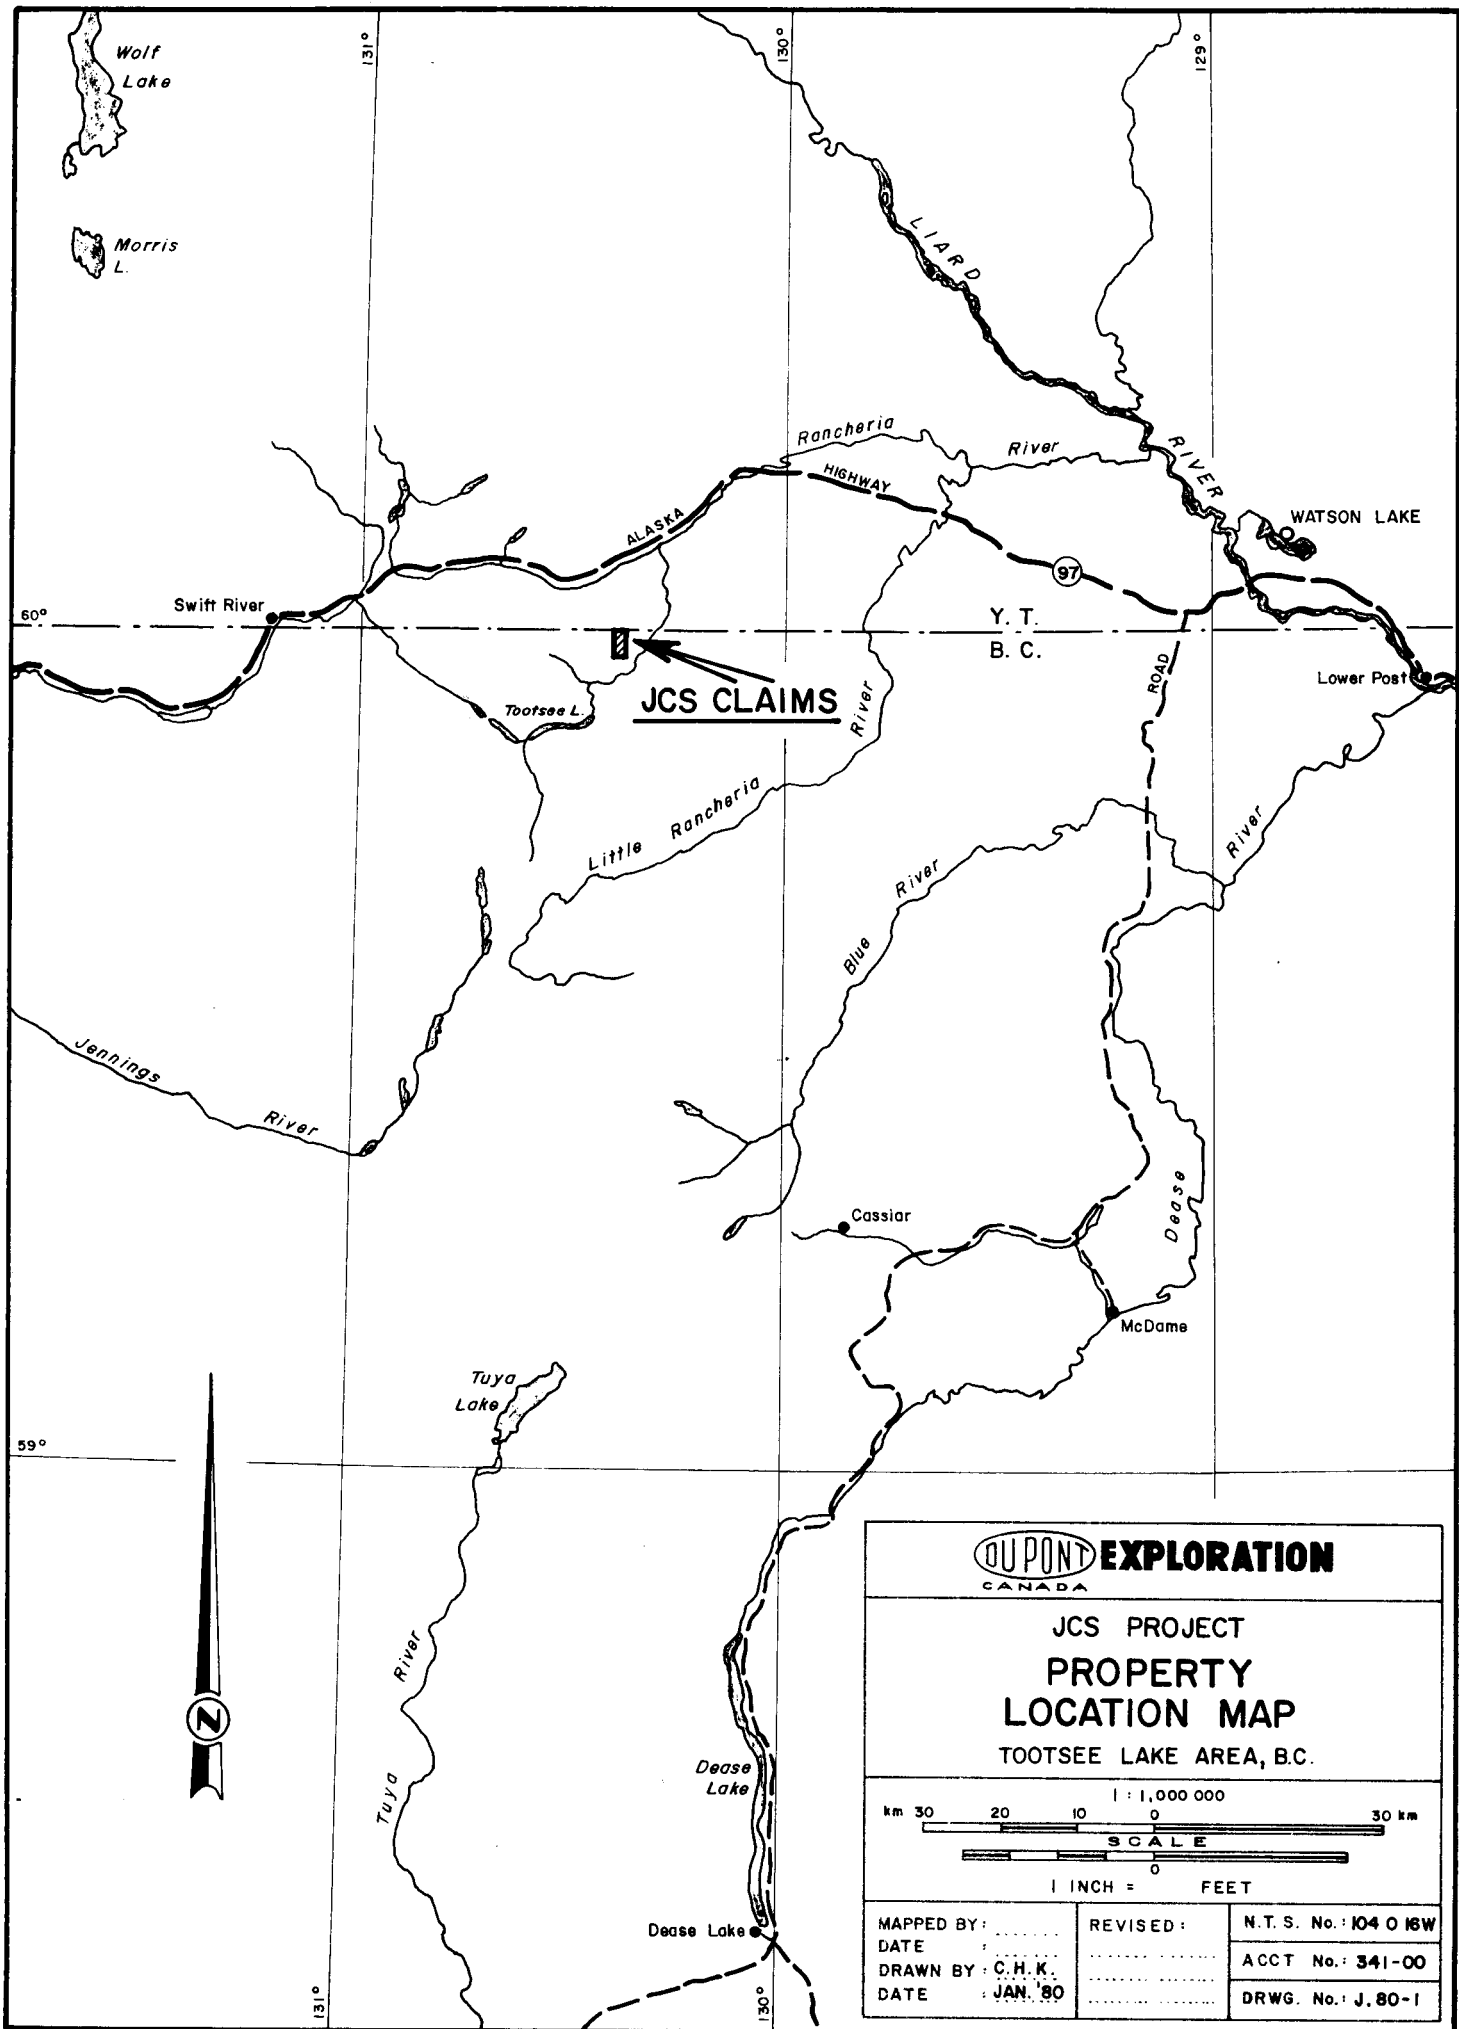 131°
130°
129°
Wolf
Lake
Morris
L.
LIARD
RIVER
Rancheria
River
HIGHWAY
ALASKA
WATSON LAKE
97
Swift River
60°
Y. T.
B. C.
ROAD
Lower Post
JCS CLAIMS
Tootsee L.
River
Little Rancheria
River
River
Blue
Jennings
River
Dease
Cassiar
McDame
Tuya
Lake
59°
River
Tuya
N
Dease
Lake
Dease Lake
131°
130°
DU PONT EXPLORATION
CANADA
JCS PROJECT
PROPERTY
LOCATION MAP
TOOTSEE LAKE AREA, B.C.
1 : 1,000 000
km 30 20 10 0 30 km
SCALE
0
1 INCH = FEET
MAPPED BY: .......
DATE : .......
DRAWN BY : C.H.K.
DATE : JAN. '80
REVISED :
N.T.S. No.: 104 O 16W
ACCT No.: 341-00
DRWG. No.: J.80-1